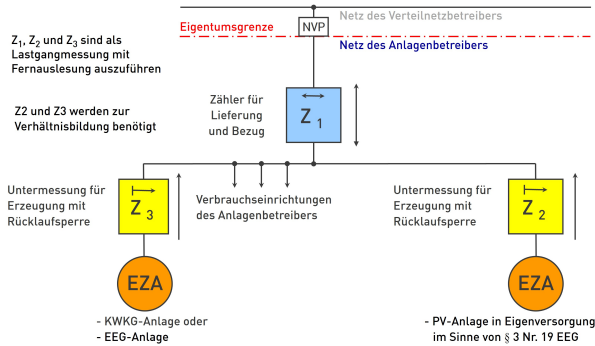 Netz des Verteilnetzbetreibers
Eigentumsgrenze
NVP
Netz des Anlagenbetreibers
Z1, Z2 und Z3 sind als
Lastgangmessung mit
Fernauslesung auszuführen
Z2 und Z3 werden zur
Verhältnisbildung benötigt
Zähler für
Lieferung
und Bezug
Z 1
Untermessung für
Erzeugung mit
Rücklaufsperre
Z 3
Verbrauchseinrichtungen
des Anlagenbetreibers
Untermessung für
Erzeugung mit
Rücklaufsperre
Z 2
EZA
EZA
- KWKG-Anlage oder
- EEG-Anlage
- PV-Anlage in Eigenversorgung
im Sinne von § 3 Nr. 19 EEG